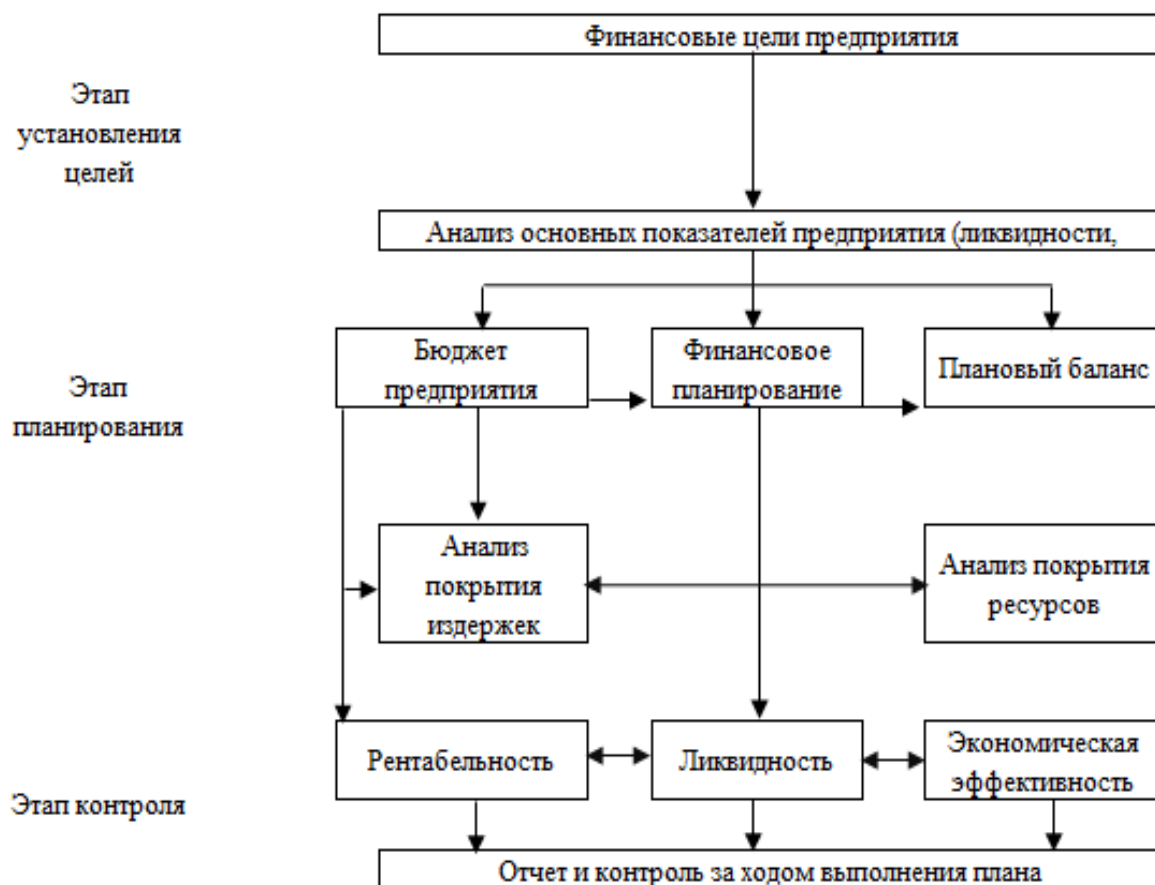 Финансовые цели предприятия
Этап
установления
целей
Анализ основных показателей предприятия (ликвидности,
Бюджет
предприятия
Финансовое
планирование
Плановый баланс
Этап
планирования
Анализ
покрытия
издержек
Анализ покрытия
ресурсов
Рентабельность
Ликвидность
Экономическая
эффективность
Этап контроля
Отчет и контроль за ходом выполнения плана